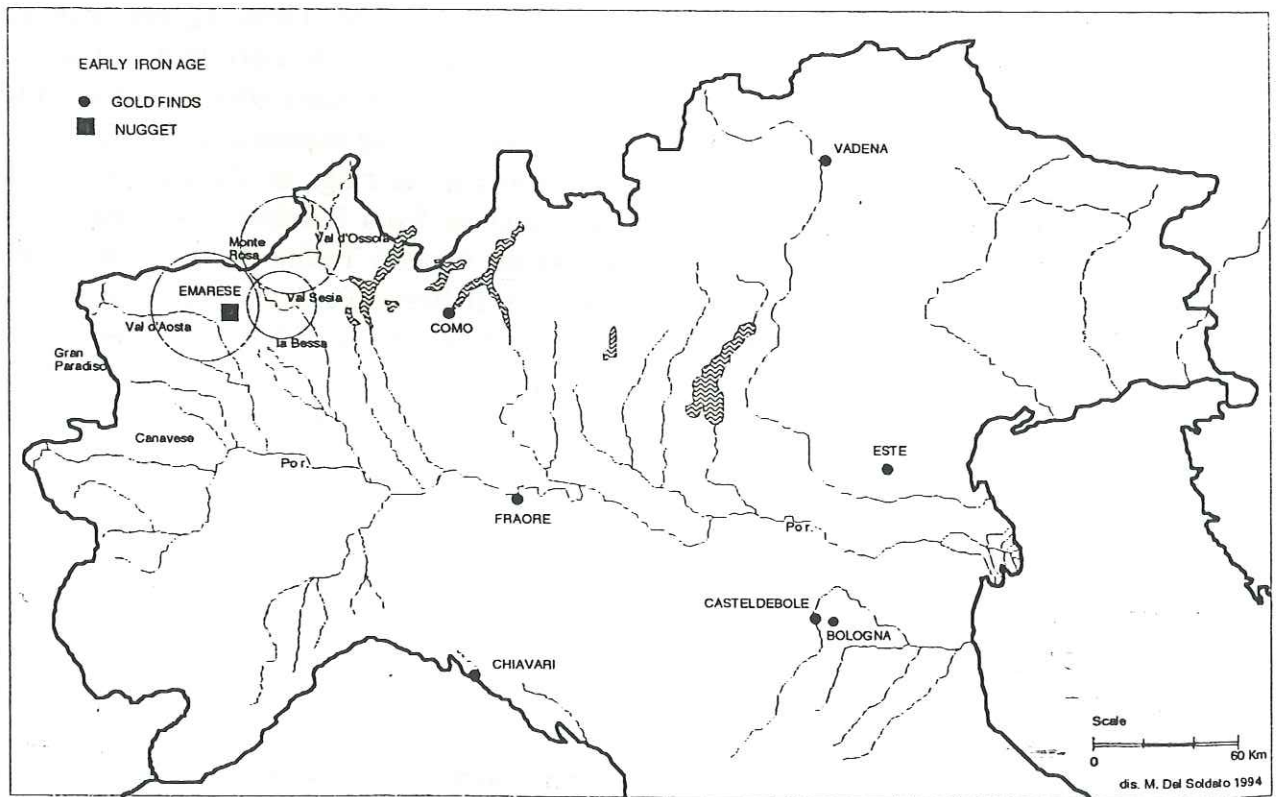 EARLY IRON AGE
GOLD FINDS
NUGGET
VADENA
Monte
Rosa
Val d'Ossola
EMARESE
Val Sesia
Val d'Aosta
la Bessa
COMO
Gran
Paradiso
Canavese
Po r.
ESTE
FRAORE
Po r.
CASTELDEBOLE
BOLOGNA
CHIAVARI
Scale
0 60 Km
dis. M. Del Soldato 1994